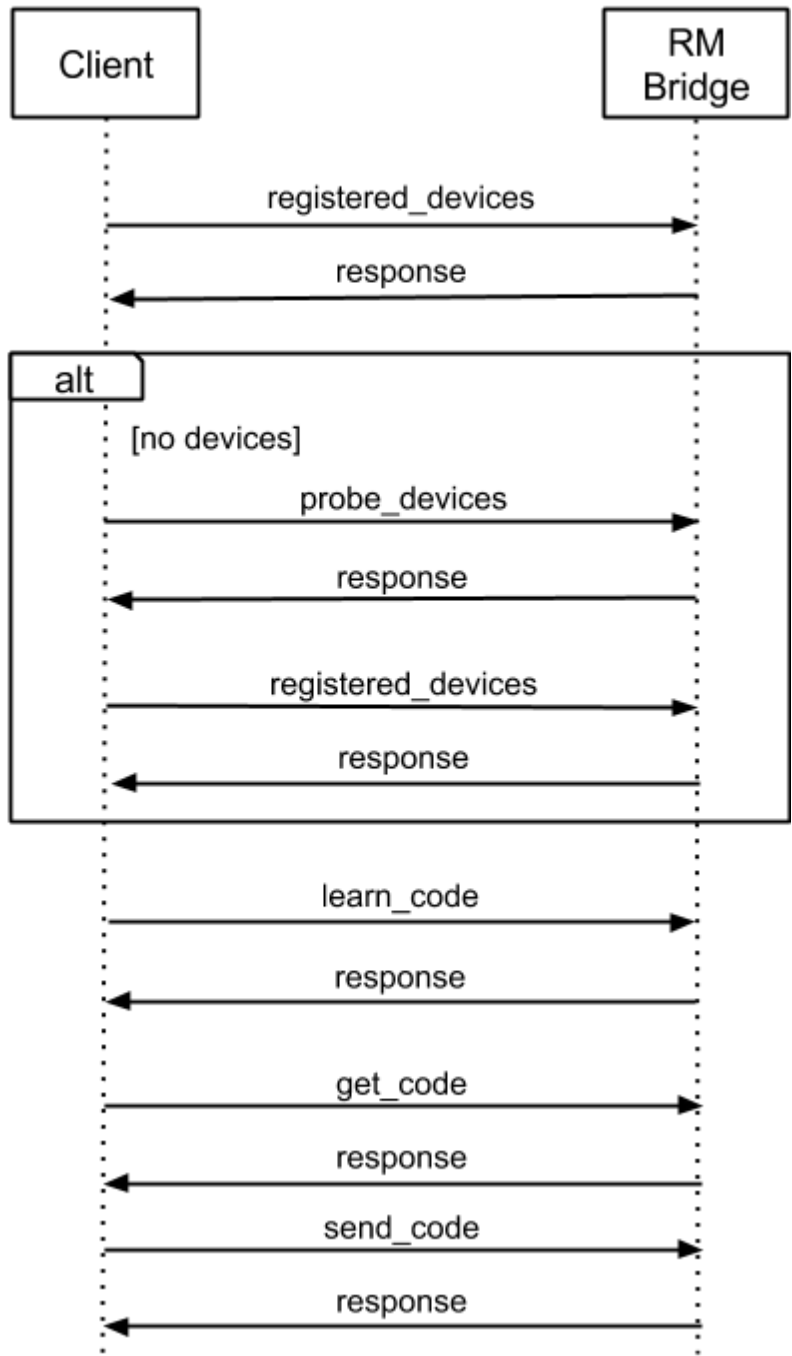 Client
RM
Bridge
registered_devices
response
alt
[no devices]
probe_devices
response
registered_devices
response
learn_code
response
get_code
response
send_code
response